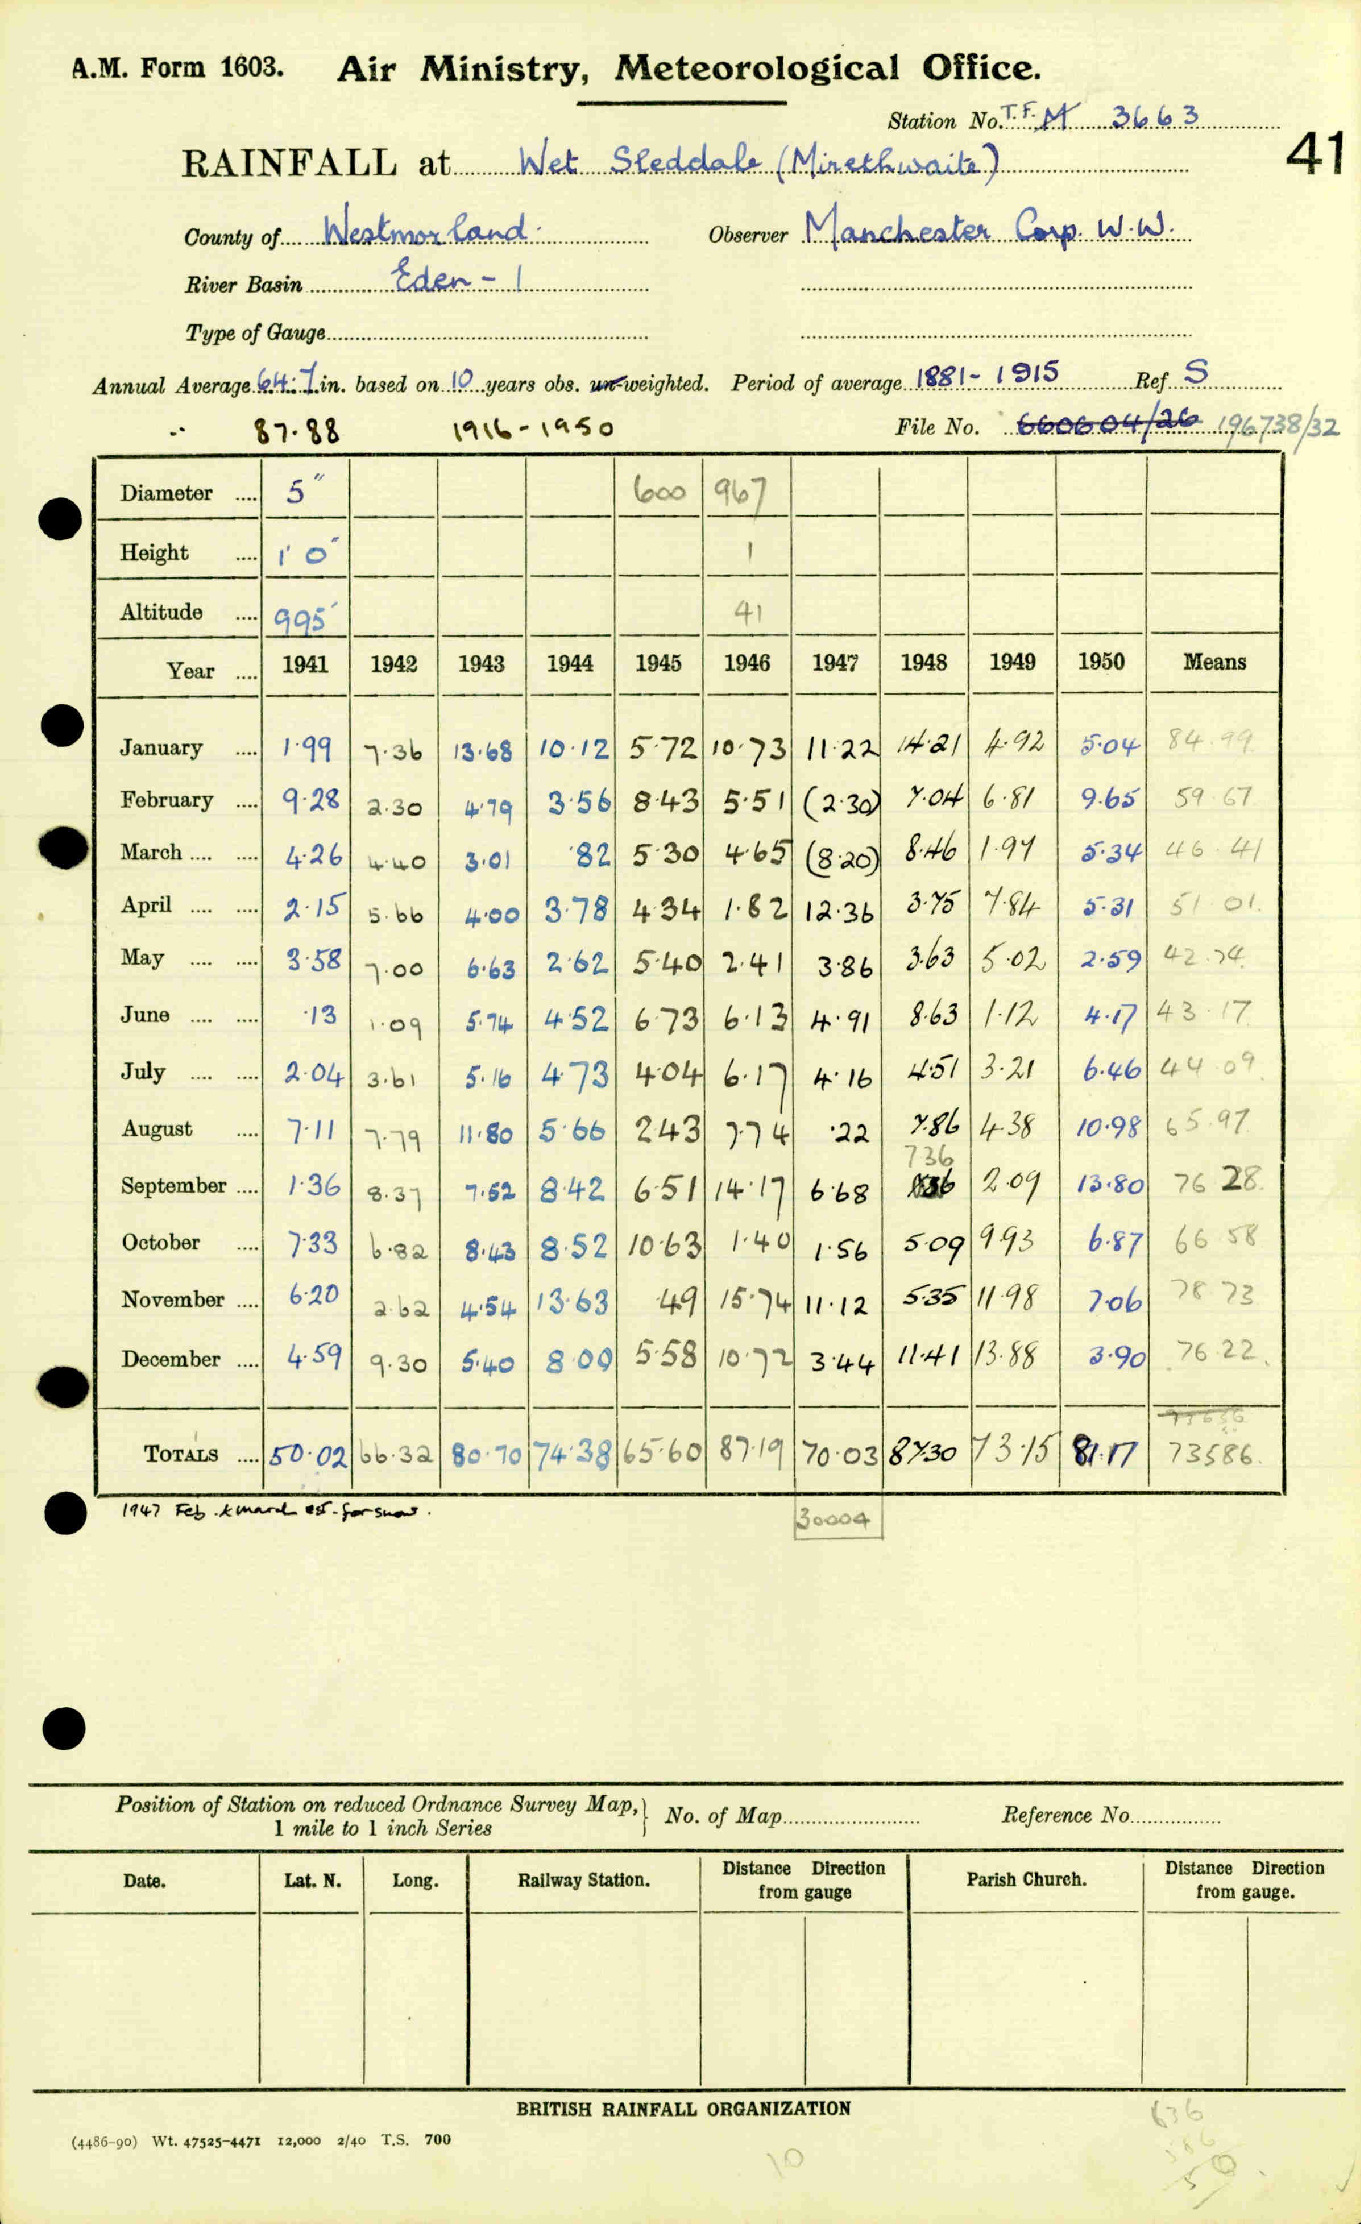 A.M. Form 1603. Air Ministry, Meteorological Office.
Station No. T.F. M 3663
41
RAINFALL at Wet Sleddale (Mirethwaite)
County of Westmorland. Observer Manchester Corp. W.W.
River Basin Eden - 1
Type of Gauge
Annual Average 64.7 in. based on 10 years obs. un-weighted. Period of average 1881-1915 Ref S
" 87.88 1916-1950 File No. 660604/26 196738/32
Diameter .... 5" 600 967
Height .... 1' 0" 1
Altitude .... 995' 41
Year .... 1941 1942 1943 1944 1945 1946 1947 1948 1949 1950 Means
January .... 1.99 7.36 13.68 10.12 5.72 10.73 11.22 14.21 4.92 5.04 84.99
February .... 9.28 2.30 4.79 3.56 8.43 5.51 (2.30) 7.04 6.81 9.65 59.67
March .... .... 4.26 4.40 3.01 .82 5.30 4.65 (8.20) 8.46 1.97 5.34 46.41
April .... .... 2.15 5.66 4.00 3.78 4.34 1.82 12.36 3.75 7.84 5.31 51.01.
May .... .... 3.58 7.00 6.63 2.62 5.40 2.41 3.86 3.63 5.02 2.59 42.74.
June .... .... .13 1.09 5.74 4.52 6.73 6.13 4.91 8.63 1.12 4.17 43.17.
July .... .... 2.04 3.61 5.16 4.73 4.04 6.17 4.16 4.51 3.21 6.46 44.09.
August .... 7.11 7.79 11.80 5.66 2.43 7.74 .22 7.86 4.38 10.98 65.97.
736
September .... 1.36 8.37 7.52 8.42 6.51 14.17 6.68 2.09 13.80 76 28.
October .... 7.33 6.82 8.43 8.52 10.63 1.40 1.56 5.09 9.93 6.87 66 58
November .... 6.20 2.62 4.54 13.63 .49 15.74 11.12 5.35 11.98 7.06 78.73
December .... 4.59 9.30 5.40 8.00 5.58 10.72 3.44 11.41 13.88 3.90 76.22.
73636
TOTALS .... 50.02 66.32 80.70 74.38 65.60 87.19 70.03 87.30 73.15 81.17 73586.
1947 Feb. & March est. for snow.
30004
Position of Station on reduced Ordnance Survey Map, } No. of Map Reference No.
1 mile to 1 inch Series
Date. Lat. N. Long. Railway Station. Distance Direction from gauge Parish Church. Distance Direction from gauge.
BRITISH RAINFALL ORGANIZATION
(4486-90) Wt. 47525-4471 12,000 2/40 T.S. 700
10
636
586
50